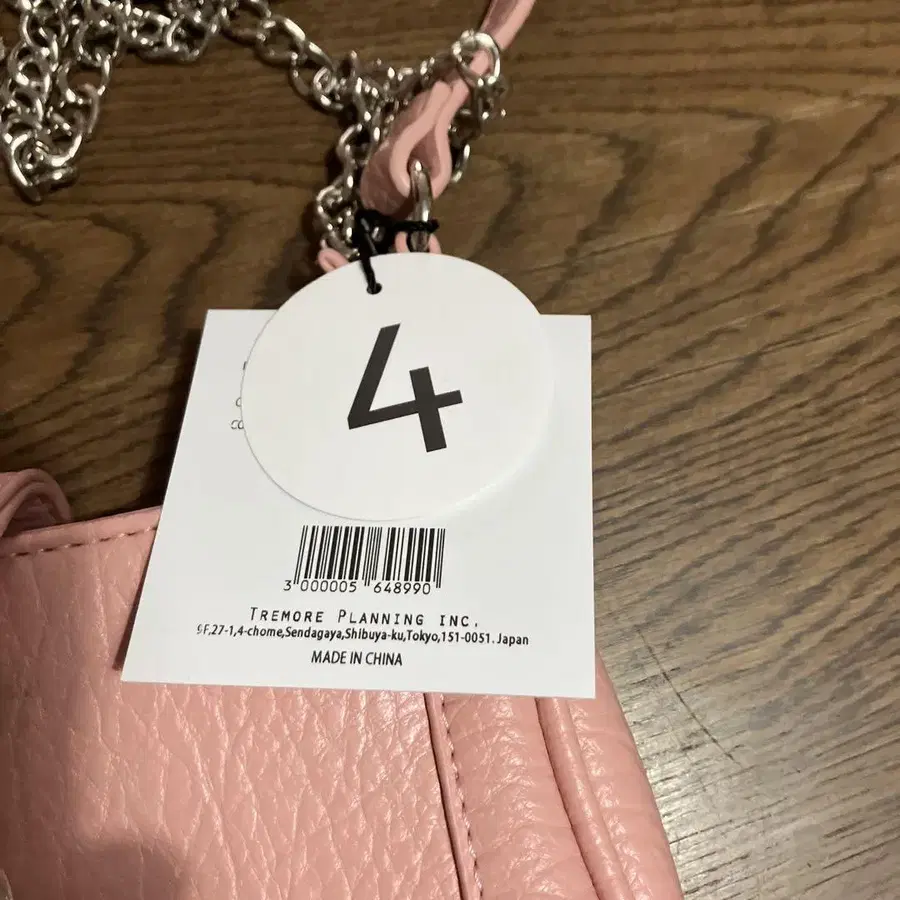 4
3 000005 648990
TREMORE PLANNING INC.
9F,27-1,4-chome,Sendagaya,Shibuya-ku,Tokyo,151-0051. Japan
MADE IN CHINA